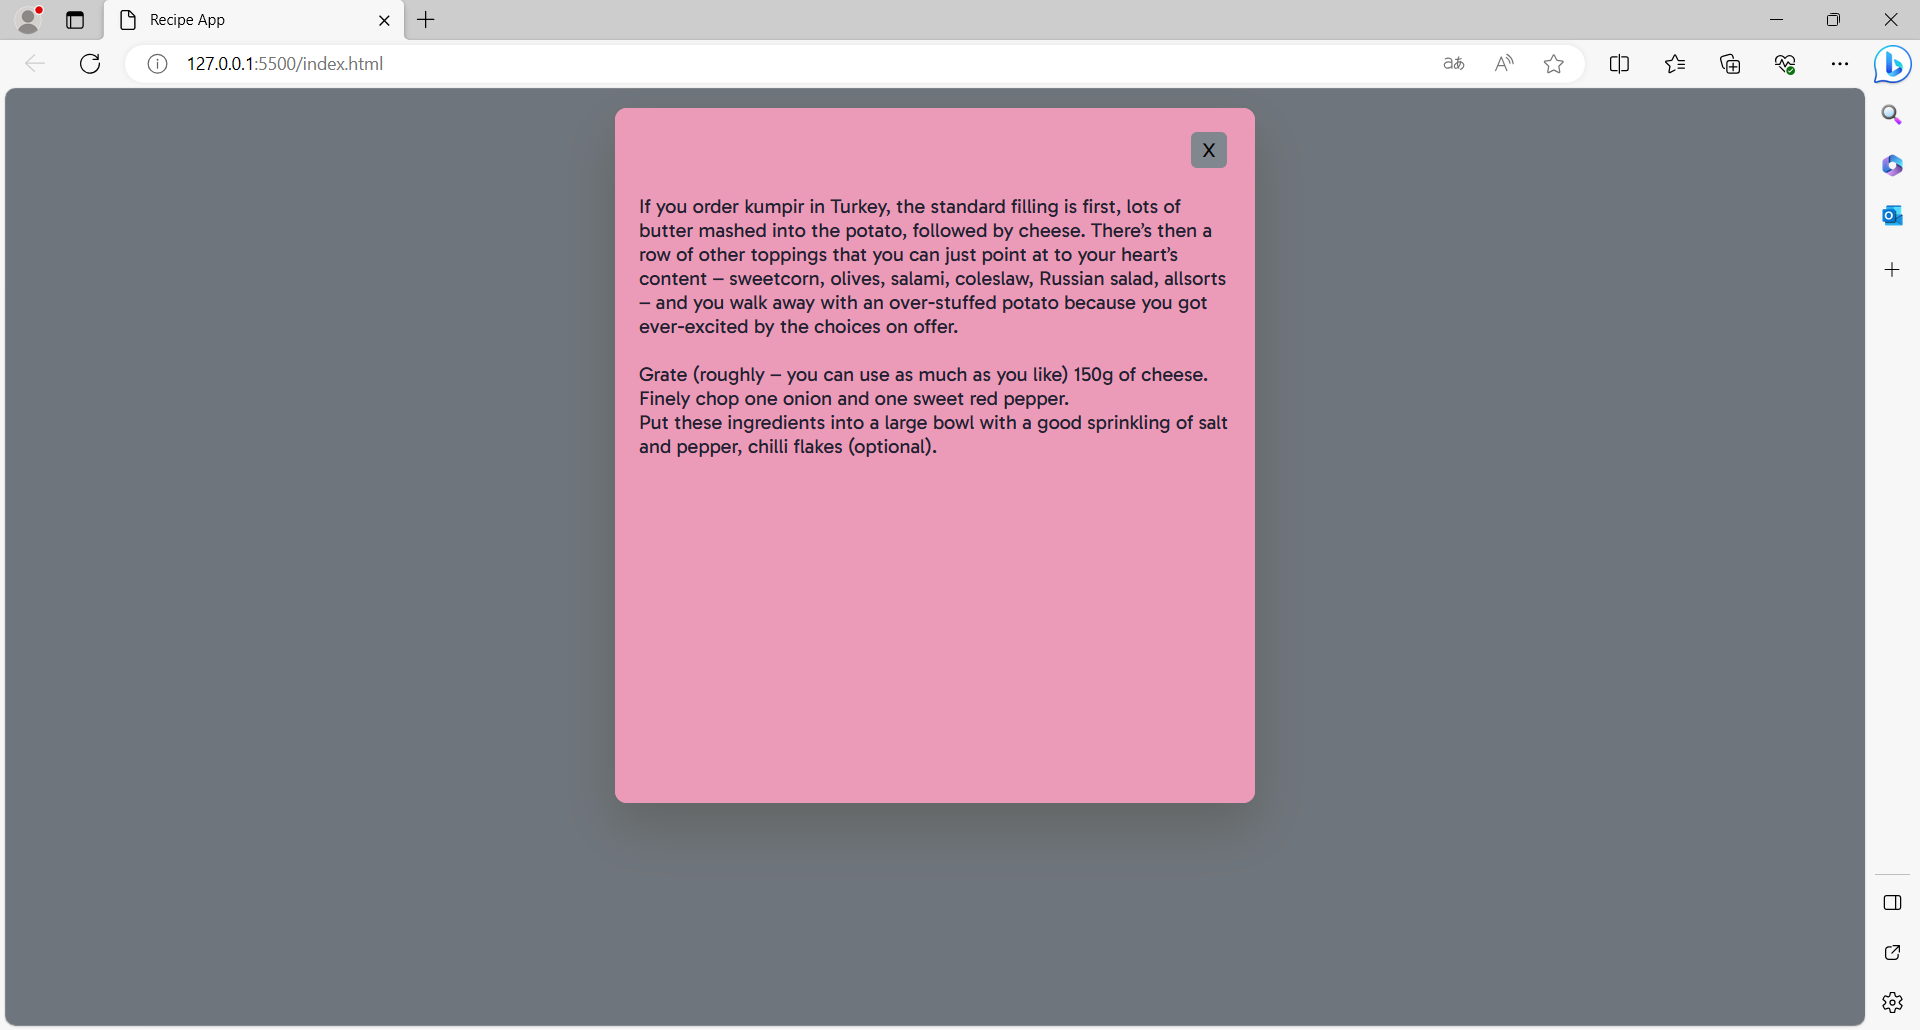 Recipe App
127.0.0.1:5500/index.html
X
If you order kumpir in Turkey, the standard filling is first, lots of
butter mashed into the potato, followed by cheese. There’s then a
row of other toppings that you can just point at to your heart’s
content – sweetcorn, olives, salami, coleslaw, Russian salad, allsorts
– and you walk away with an over-stuffed potato because you got
ever-excited by the choices on offer.
Grate (roughly – you can use as much as you like) 150g of cheese.
Finely chop one onion and one sweet red pepper.
Put these ingredients into a large bowl with a good sprinkling of salt
and pepper, chilli flakes (optional).